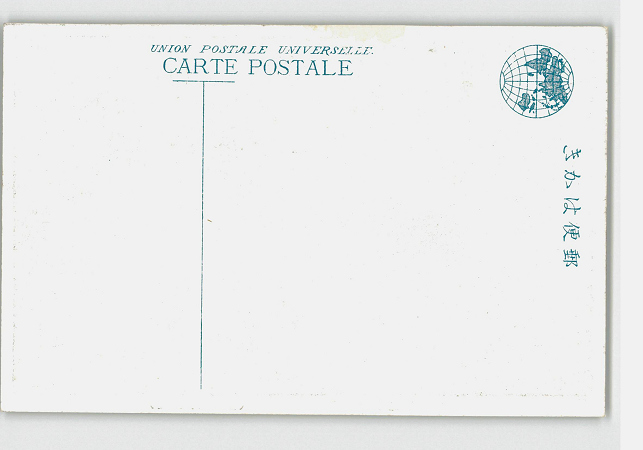 UNION POSTALE UNIVERSELLE.
CARTE POSTALE
郵便はかき